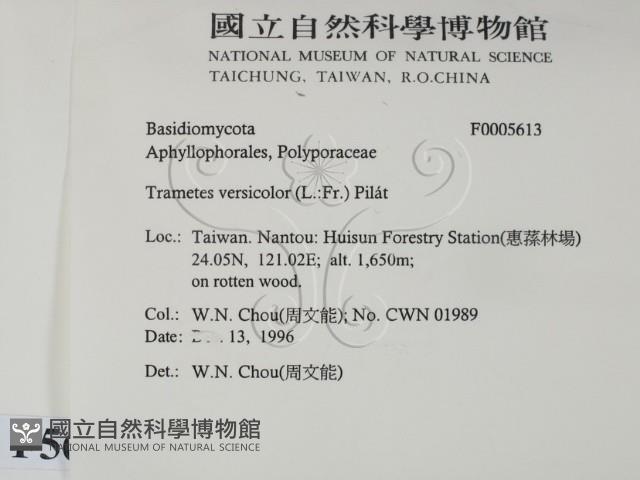 國立自然科學博物館
NATIONAL MUSEUM OF NATURAL SCIENCE
TAICHUNG, TAIWAN, R.O.CHINA
Basidiomycota F0005613
Aphyllophorales, Polyporaceae
Trametes versicolor (L.:Fr.) Pilát
Loc.: Taiwan. Nantou: Huisun Forestry Station(惠蓀林場)
24.05N, 121.02E; alt. 1,650m;
on rotten wood.
Col.: W.N. Chou(周文能); No. CWN 01989
Date: 13, 1996
Det.: W.N. Chou(周文能)
國立自然科學博物館
NATIONAL MUSEUM OF NATURAL SCIENCE